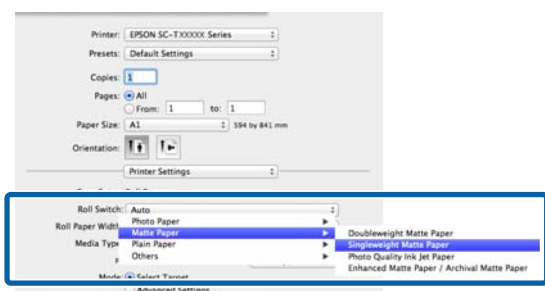 Printer: EPSON SC-TXXXXX Series
Presets: Default Settings
Copies: 1
Pages: All
From: 1 to: 1
Paper Size: A1 594 by 841 mm
Orientation:
Printer Settings
Roll Switch: Auto
Photo Paper
Roll Paper Width
Matte Paper
Doubleweight Matte Paper
Media Type
Plain Paper
Singleweight Matte Paper
Others
Photo Quality Ink Jet Paper
Enhanced Matte Paper / Archival Matte Paper
Mode: Select Target
Advanced Settings